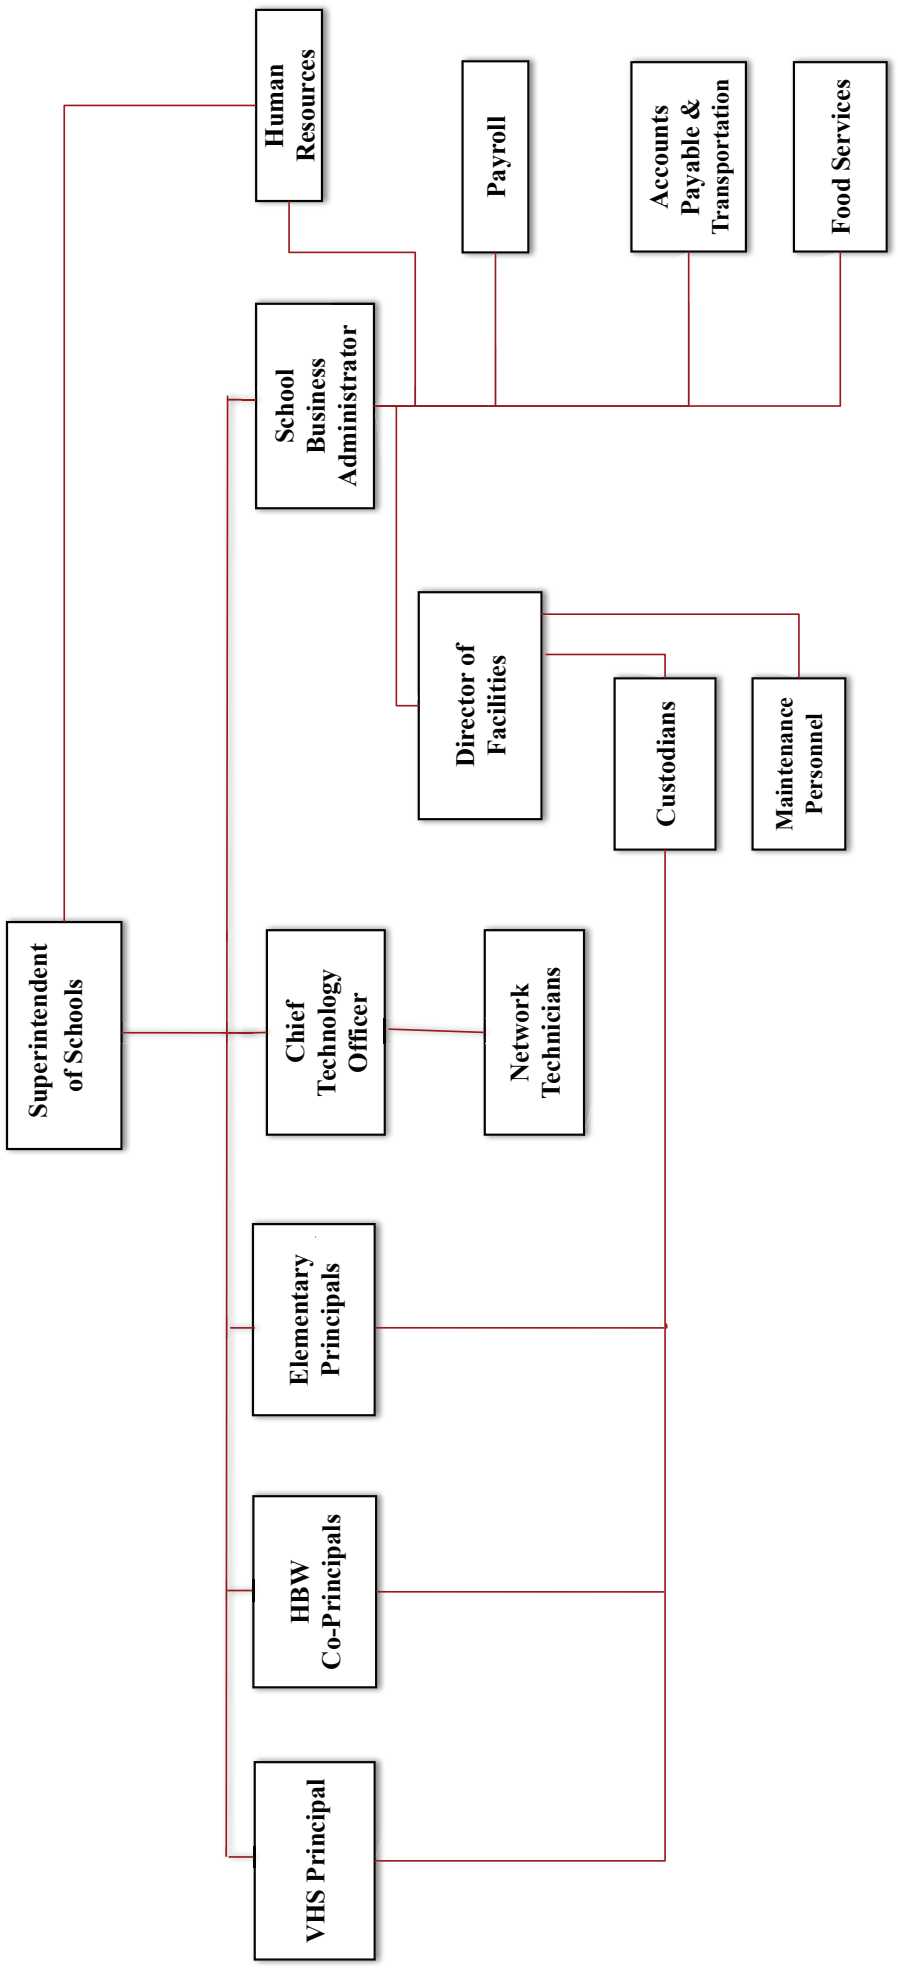 Superintendent
of Schools
VHS Principal
HBW
Co-Principals
Elementary
Principals
Chief
Technology
Officer
School
Business
Administrator
Human
Resources
Network
Technicians
Director of
Facilities
Payroll
Custodians
Accounts
Payable &
Transportation
Maintenance
Personnel
Food Services